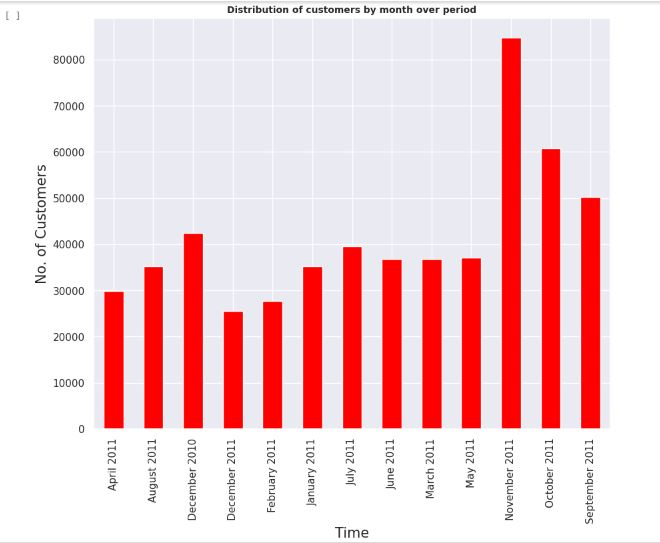 [ ]
Distribution of customers by month over period
80000
70000
60000
50000
40000
30000
20000
10000
0
No. of Customers
April 2011
August 2011
December 2010
December 2011
February 2011
January 2011
July 2011
June 2011
March 2011
May 2011
November 2011
October 2011
September 2011
Time